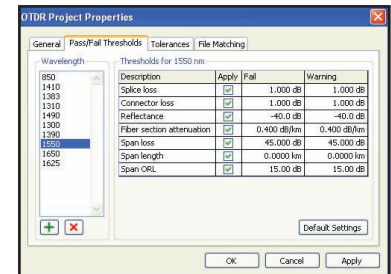 OTDR Project Properties
General Pass/Fail Thresholds Tolerances File Matching
Wavelength
850
1410
1383
1310
1490
1300
1390
1550
1650
1625
Thresholds for 1550 nm
Description Apply Fail Warning
Splice loss 1.000 dB 1.000 dB
Connector loss 1.000 dB 1.000 dB
Reflectance -40.0 dB -40.0 dB
Fiber section attenuation 0.400 dB/km 0.400 dB/km
Span loss 45.000 dB 45.000 dB
Span length 0.0000 km 0.0000 km
Span ORL 15.00 dB 15.00 dB
Default Settings
OK Cancel Apply